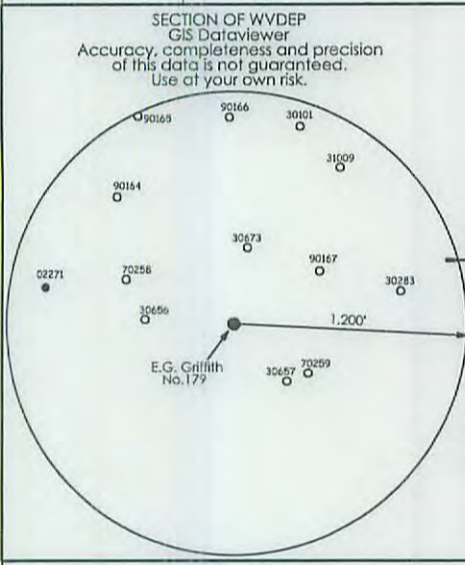 SECTION OF WVDEP
GIS Dataviewer
Accuracy, completeness and precision
of this data is not guaranteed.
Use at your own risk.
90165
90166
30101
31009
90164
30673
90167
02271
70258
30283
30656
1,200'
E.G. Griffith
No.179
30657
70259